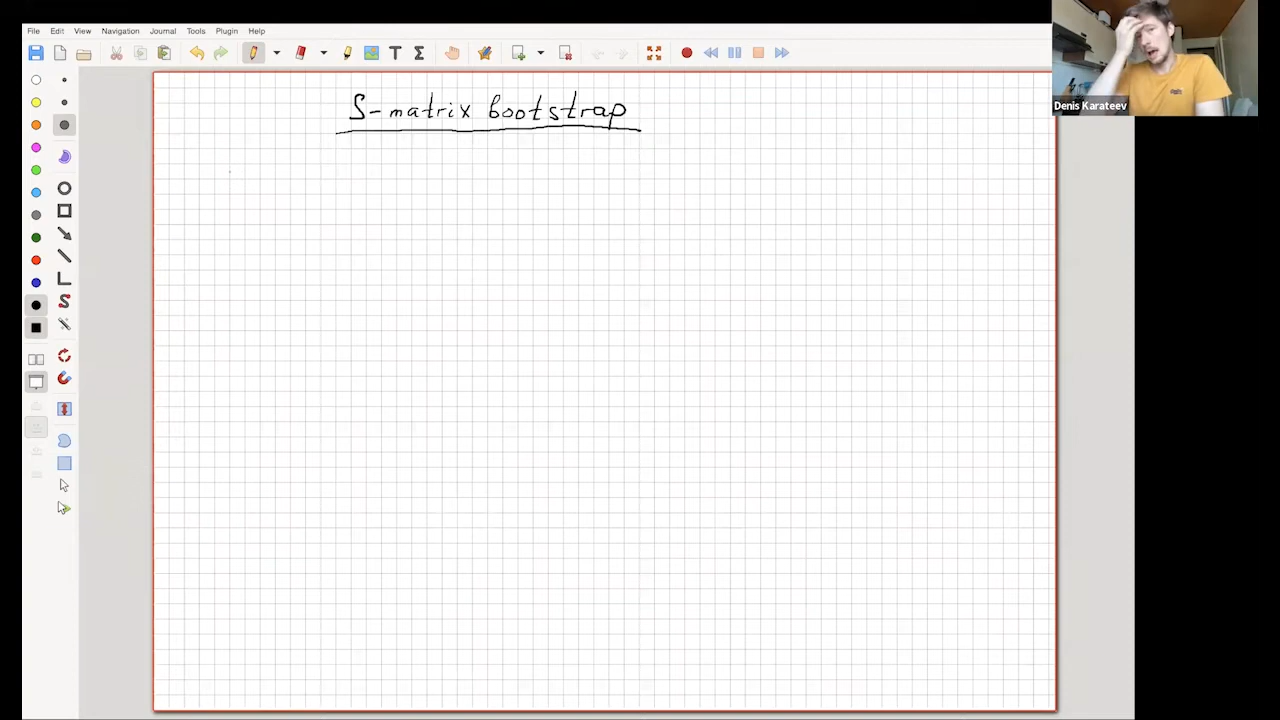 File Edit View Navigation Journal Tools Plugin Help
S-matrix bootstrap
Denis Karateev